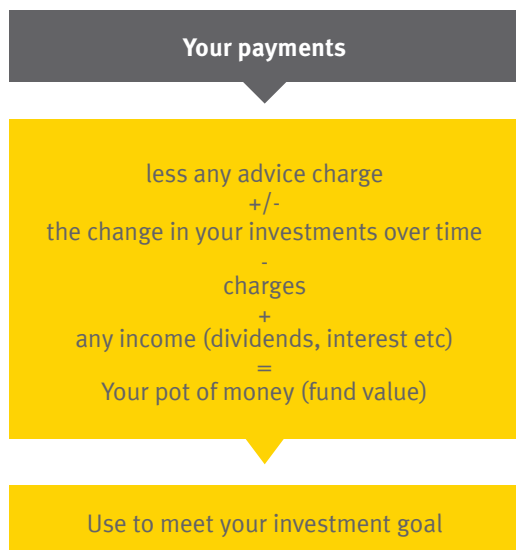 Your payments
less any advice charge
+/-
the change in your investments over time
-
charges
+
any income (dividends, interest etc)
=
Your pot of money (fund value)
Use to meet your investment goal